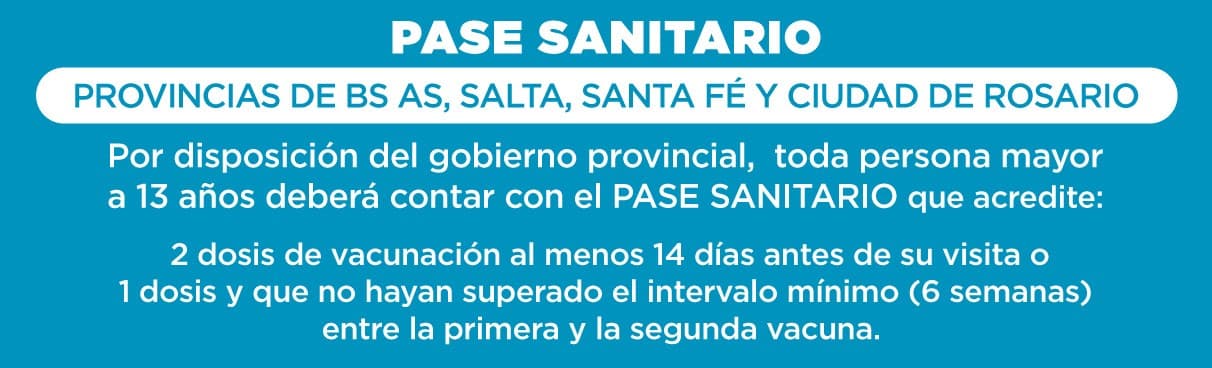 PASE SANITARIO
PROVINCIAS DE BS AS, SALTA, SANTA FÉ Y CIUDAD DE ROSARIO
Por disposición del gobierno provincial, toda persona mayor
a 13 años deberá contar con el PASE SANITARIO que acredite:
2 dosis de vacunación al menos 14 días antes de su visita o
1 dosis y que no hayan superado el intervalo mínimo (6 semanas)
entre la primera y la segunda vacuna.